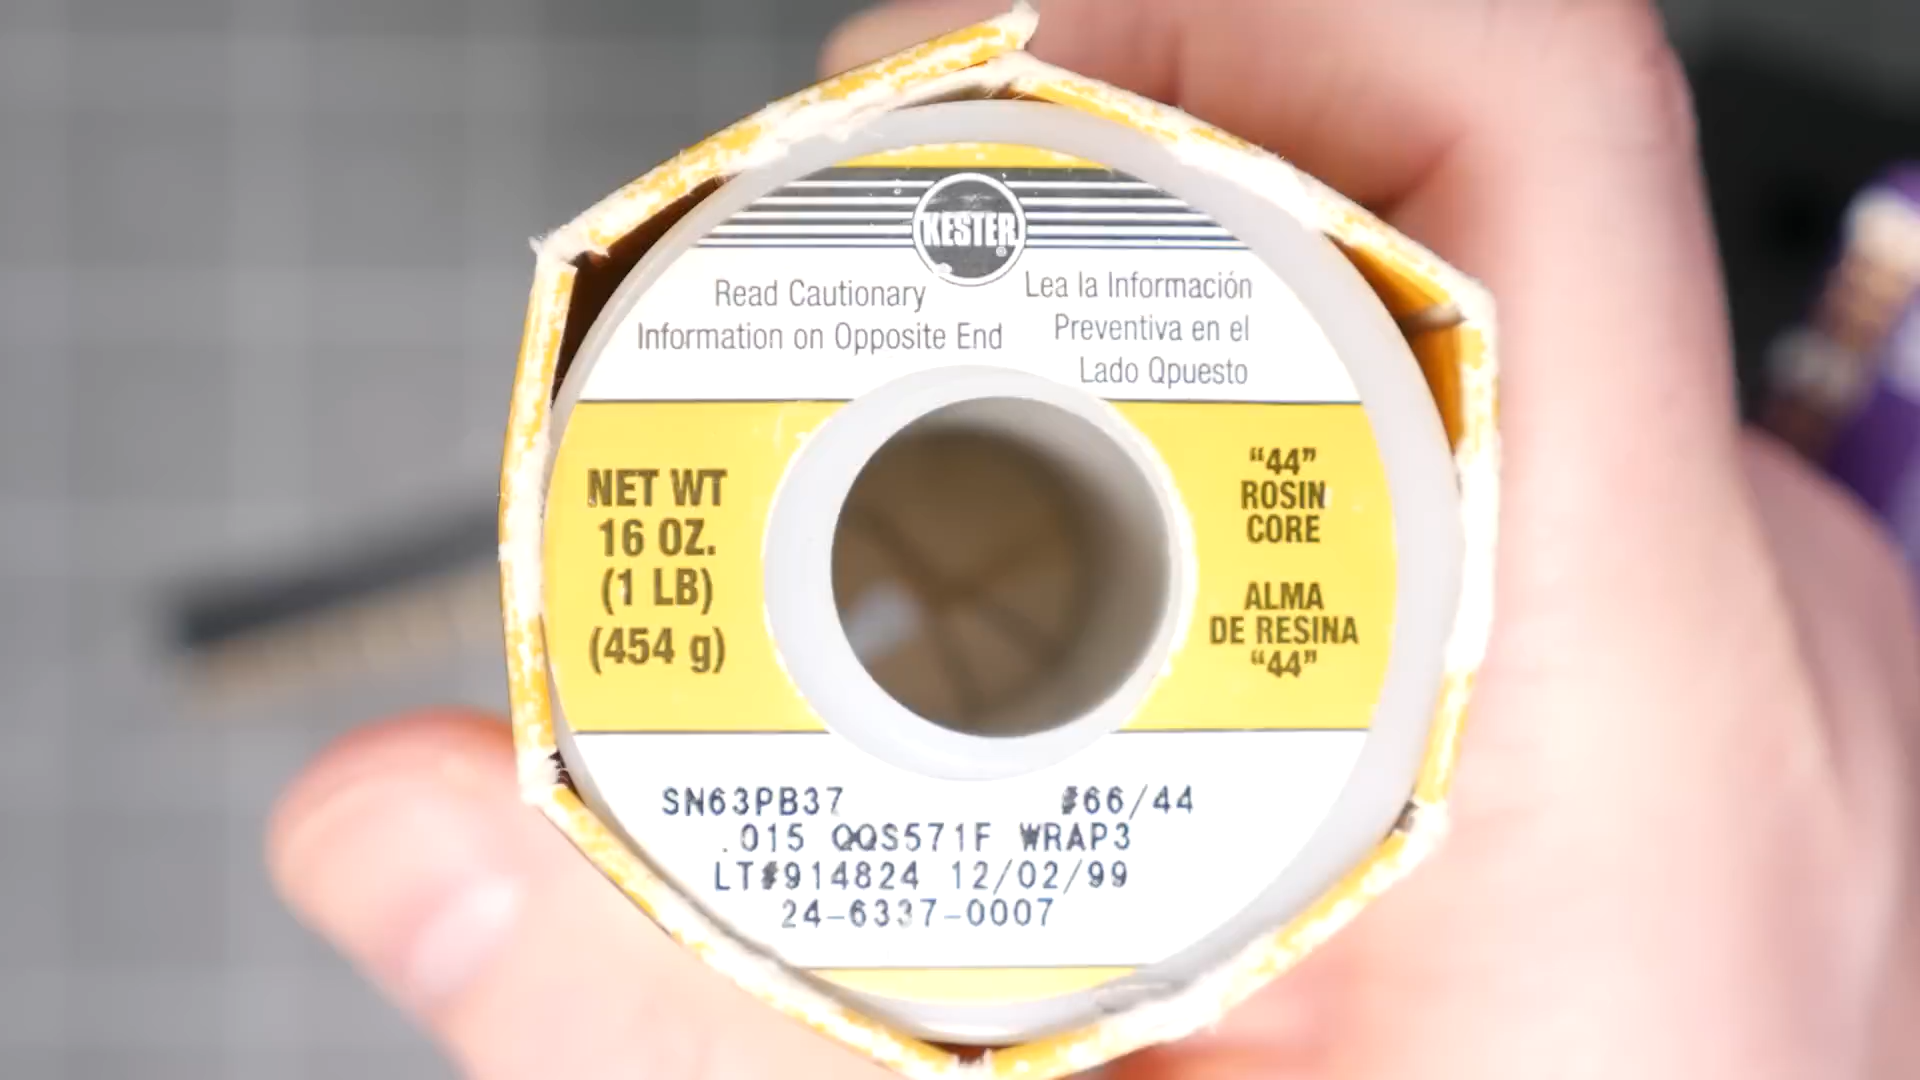 KESTER
Read Cautionary
Information on Opposite End
Lea la Información
Preventiva en el
Lado Qpuesto
NET WT
16 OZ.
(1 LB)
(454 g)
“44”
ROSIN
CORE
ALMA
DE RESINA
“44”
SN63PB37 #66/44
.015 QQS571F WRAP3
LT#914824 12/02/99
24-6337-0007